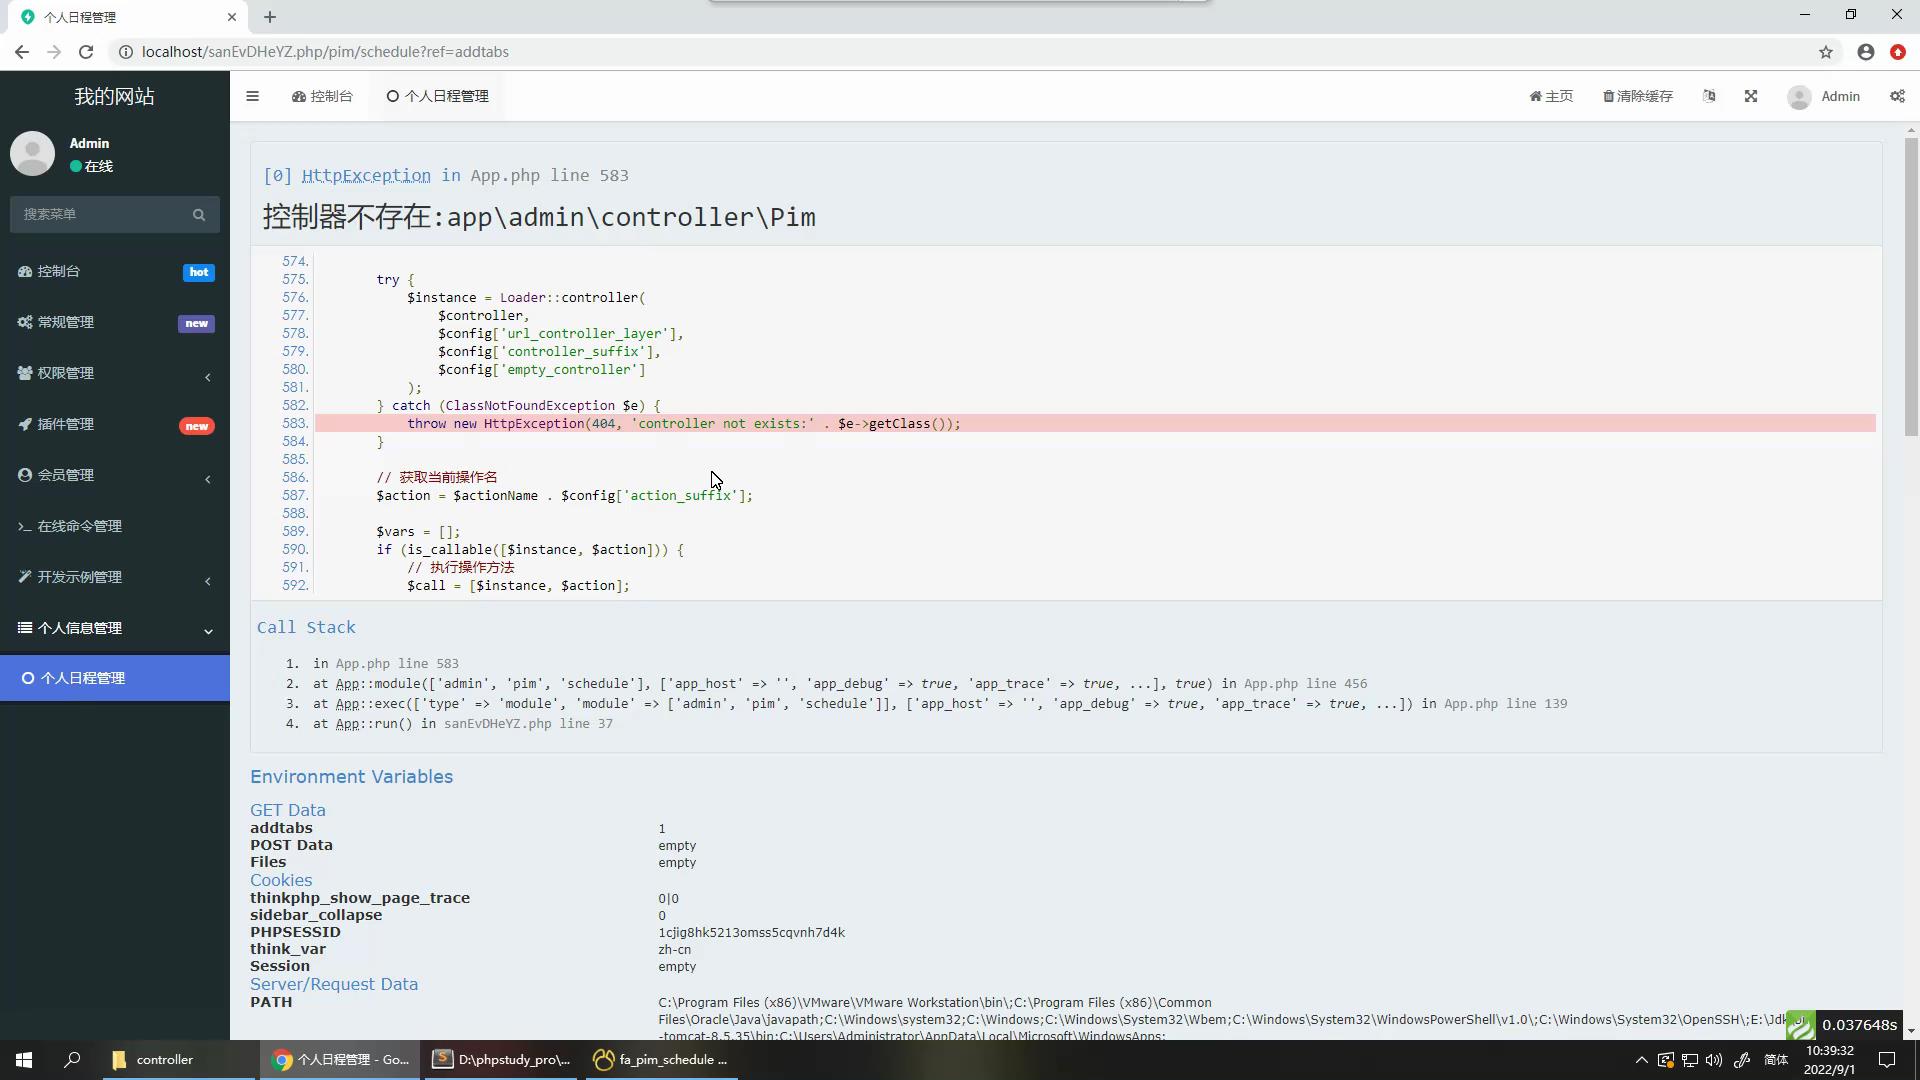 个人日程管理
localhost/sanEvDHeYZ.php/pim/schedule?ref=addtabs
我的网站
控制台
个人日程管理
主页
清除缓存
Admin
Admin
在线
搜索菜单
控制台 hot
常规管理 new
权限管理
插件管理 new
会员管理
在线命令管理
开发示例管理
个人信息管理
个人日程管理
[0] HttpException in App.php line 583
控制器不存在:app\admin\controller\Pim
574.
575. try {
576. $instance = Loader::controller(
577. $controller,
578. $config['url_controller_layer'],
579. $config['controller_suffix'],
580. $config['empty_controller']
581. );
582. } catch (ClassNotFoundException $e) {
583. throw new HttpException(404, 'controller not exists:' . $e->getClass());
584. }
585.
586. // 获取当前操作名
587. $action = $actionName . $config['action_suffix'];
588.
589. $vars = [];
590. if (is_callable([$instance, $action])) {
591. // 执行操作方法
592. $call = [$instance, $action];
Call Stack
1. in App.php line 583
2. at App::module(['admin', 'pim', 'schedule'], ['app_host' => '', 'app_debug' => true, 'app_trace' => true, ...], true) in App.php line 456
3. at App::exec(['type' => 'module', 'module' => ['admin', 'pim', 'schedule']], ['app_host' => '', 'app_debug' => true, 'app_trace' => true, ...]) in App.php line 139
4. at App::run() in sanEvDHeYZ.php line 37
Environment Variables
GET Data
addtabs 1
POST Data empty
Files empty
Cookies
thinkphp_show_page_trace 0|0
sidebar_collapse 0
PHPSESSID 1cjig8hk5213omss5cqvnh7d4k
think_var zh-cn
Session empty
Server/Request Data
PATH C:\Program Files (x86)\VMware\VMware Workstation\bin\;C:\Program Files (x86)\Common
Files\Oracle\Java\javapath;C:\Windows\system32;C:\Windows;C:\Windows\System32\Wbem;C:\Windows\System32\WindowsPowerShell\v1.0\;C:\Windows\System32\OpenSSH\;E:\Jdk
-tomcat-8.5.35\bin;C:\Users\Administrator\AppData\Local\Microsoft\WindowsApps;
0.037648s
controller
个人日程管理 - Go...
D:\phpstudy_pro\...
fa_pim_schedule ...
简体
10:39:32
2022/9/1